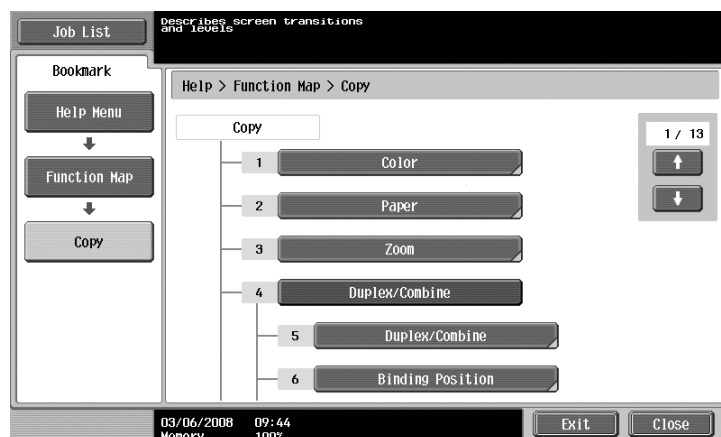 Job List
Describes screen transitions
and levels
Bookmark
Help Menu
Function Map
Copy
Help > Function Map > Copy
Copy
1 / 13
1 Color
2 Paper
3 Zoom
4 Duplex/Combine
5 Duplex/Combine
6 Binding Position
03/06/2008 09:44
Memory 100%
Exit
Close